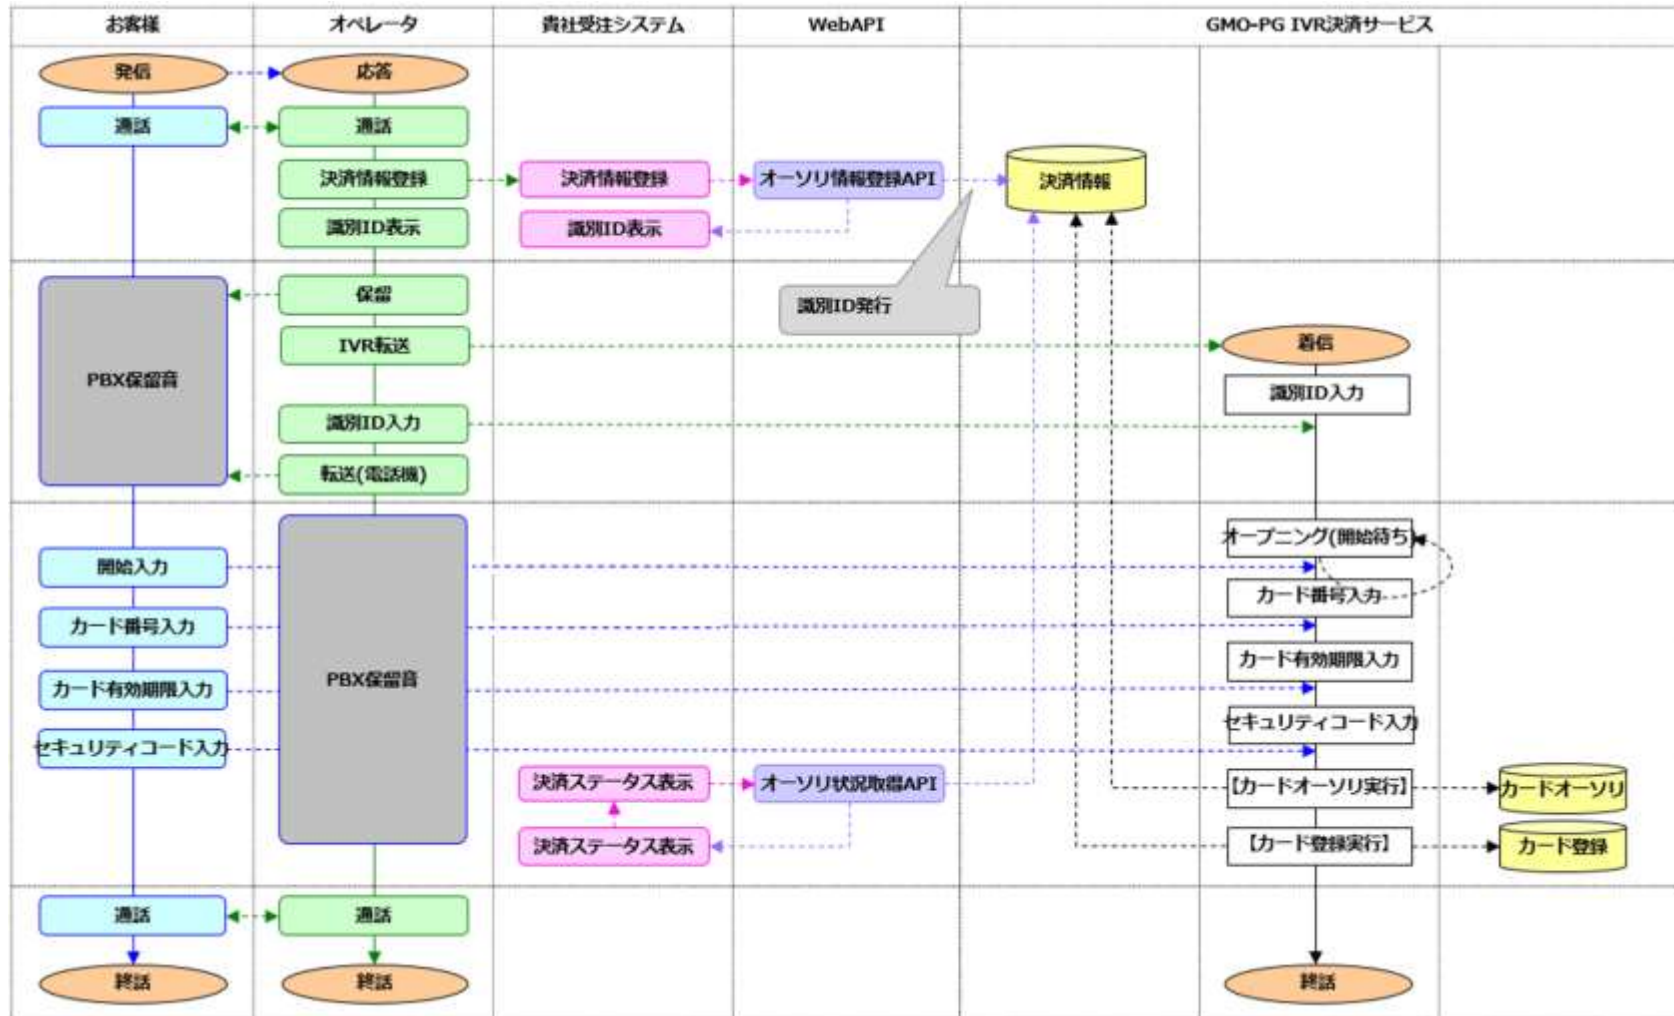 お客様
オペレータ
貴社受注システム
WebAPI
GMO-PG IVR決済サービス
発信
応答
通話
通話
決済情報登録
決済情報登録
オーソリ情報登録API
決済情報
識別ID表示
識別ID表示
保留
識別ID発行
IVR転送
着信
PBX保留音
識別ID入力
識別ID入力
転送(電話機)
オープニング(開始待ち)
開始入力
カード番号入力
カード番号入力
カード有効期限入力
PBX保留音
カード有効期限入力
セキュリティコード入力
セキュリティコード入力
決済ステータス表示
オーソリ状況取得API
【カードオーソリ実行】
カードオーソリ
決済ステータス表示
【カード登録実行】
カード登録
通話
通話
終話
終話
終話